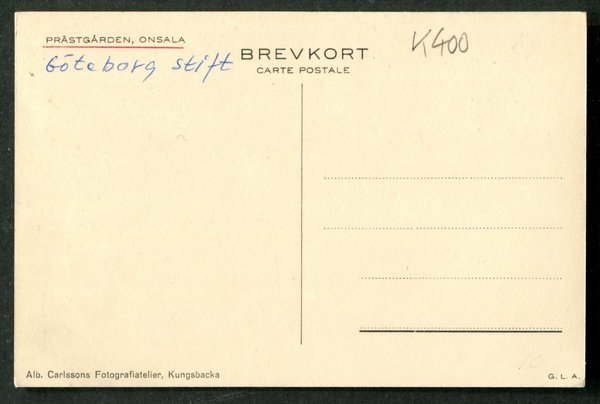 PRÄSTGÅRDEN, ONSALA
Göteborg stift
BREVKORT
CARTE POSTALE
K400
Alb. Carlssons Fotografiatelier, Kungsbacka
G. L. A.